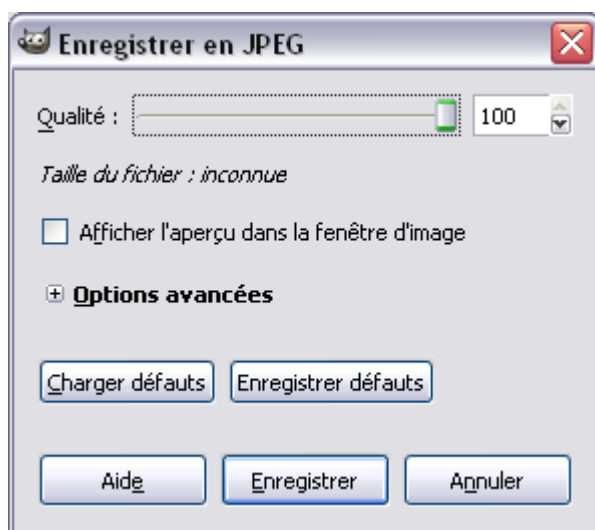 Enregistrer en JPEG
Qualité : 100
Taille du fichier : inconnue
Afficher l'aperçu dans la fenêtre d'image
Options avancées
Charger défauts Enregistrer défauts
Aide Enregistrer Annuler